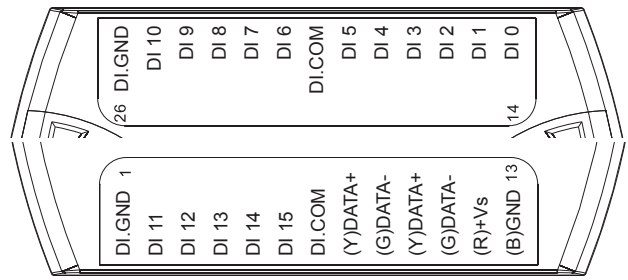 DI.GND
DI 10
DI 9
DI 8
DI 7
DI 6
DI.COM
DI 5
DI 4
DI 3
DI 2
DI 1
DI 0
26
14
DI.GND
1
DI 11
DI 12
DI 13
DI 14
DI 15
DI.COM
(Y)DATA+
(G)DATA-
(Y)DATA+
(G)DATA-
(R)+Vs
(B)GND
13